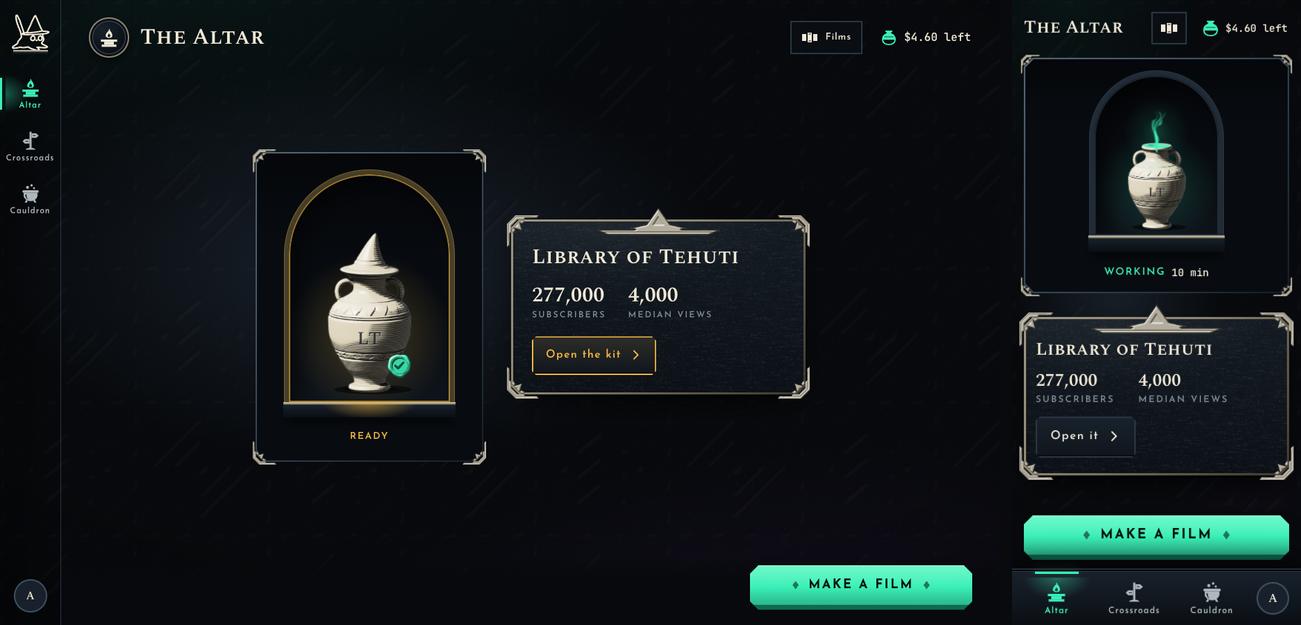 THE ALTAR
Films
$4.60 left
Altar
Crossroads
Cauldron
LT
READY
LIBRARY OF TEHUTI
277,000 4,000
SUBSCRIBERS MEDIAN VIEWS
Open the kit
MAKE A FILM
A
THE ALTAR
$4.60 left
LT
WORKING 10 min
LIBRARY OF TEHUTI
277,000 4,000
SUBSCRIBERS MEDIAN VIEWS
Open it
MAKE A FILM
Altar
Crossroads
Cauldron
A